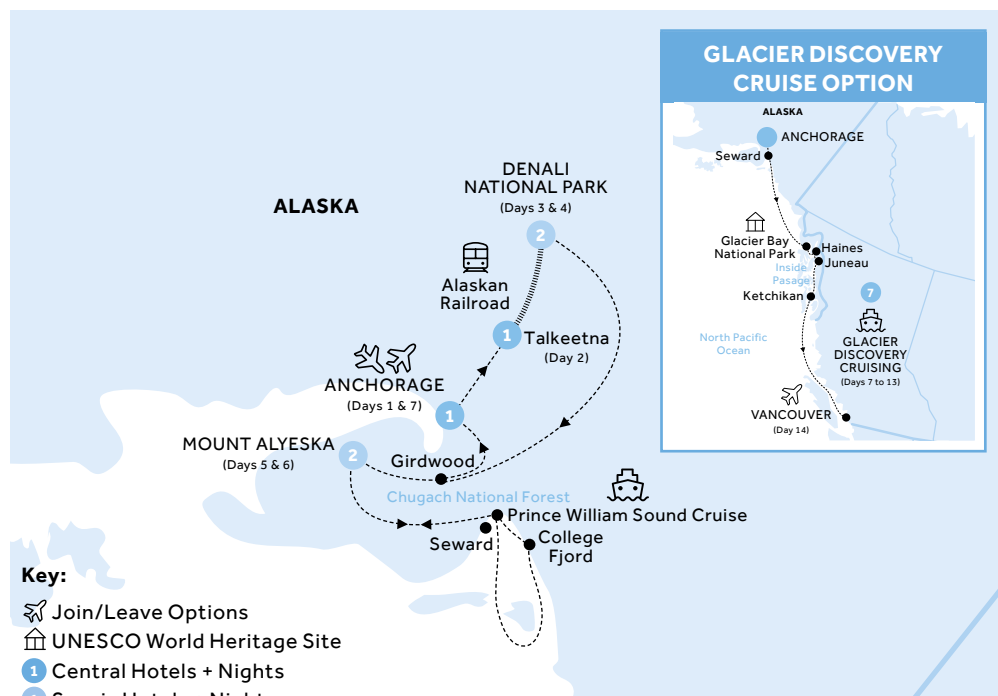 GLACIER DISCOVERY
CRUISE OPTION
ALASKA
ANCHORAGE
Seward
Glacier Bay
National Park
Haines
Juneau
Inside
Pasage
Ketchikan
7
North Pacific
Ocean
GLACIER
DISCOVERY
CRUISING
(Days 7 to 13)
VANCOUVER
(Day 14)
DENALI
NATIONAL PARK
(Days 3 & 4)
2
ALASKA
Alaskan
Railroad
1
Talkeetna
(Day 2)
ANCHORAGE
(Days 1 & 7)
1
MOUNT ALYESKA
(Days 5 & 6)
2
Girdwood
Chugach National Forest
Prince William Sound Cruise
Seward
College
Fjord
Key:
Join/Leave Options
UNESCO World Heritage Site
1 Central Hotels + Nights